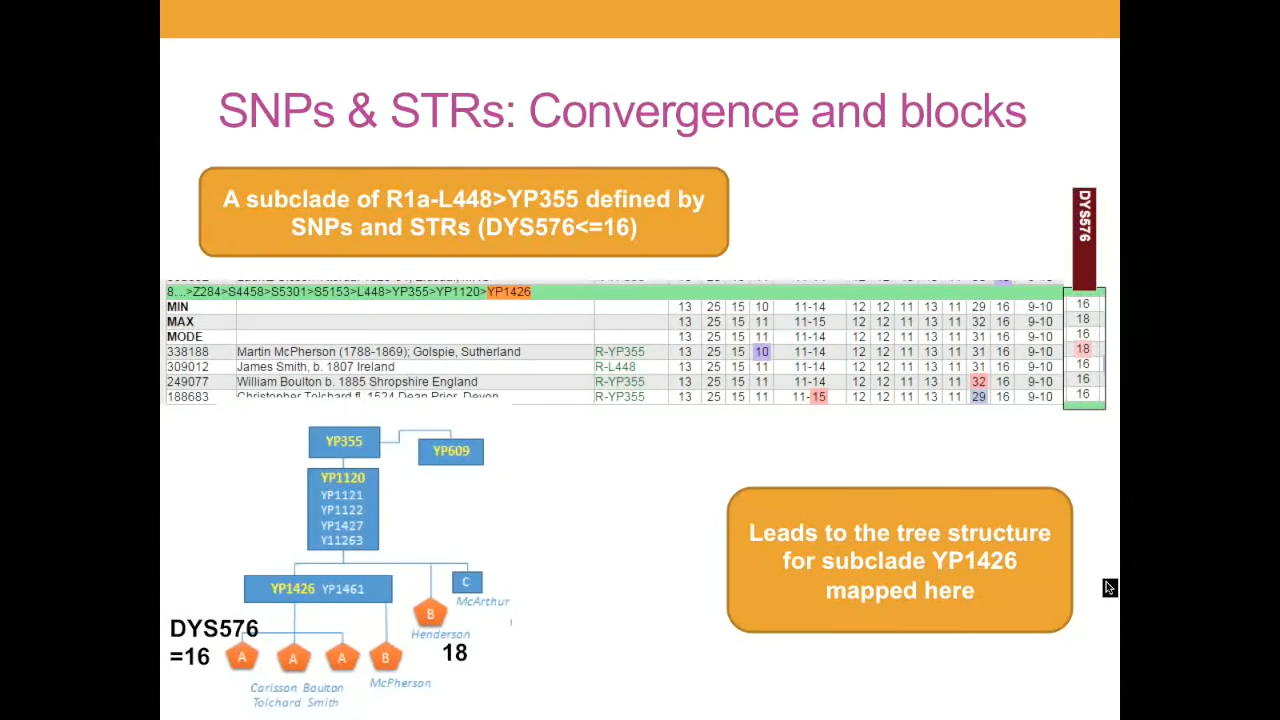 SNPs & STRs: Convergence and blocks
A subclade of R1a-L448>YP355 defined by
SNPs and STRs (DYS576<=16)
DYS576
8....>Z284>S4458>S5301>S5153>L448>YP355>YP1120>YP1426
MIN 13 25 15 10 11-14 12 12 11 13 11 29 16 9-10 16
MAX 13 25 15 11 11-15 12 12 11 13 11 32 16 9-10 18
MODE 13 25 15 11 11-14 12 12 11 13 11 31 16 9-10 16
338188 Martin McPherson (1788-1869); Golspie, Sutherland R-YP355 13 25 15 10 11-14 12 12 11 13 11 31 16 9-10 18
309012 James Smith, b. 1807 Ireland R-L448 13 25 15 11 11-14 12 12 11 13 11 31 16 9-10 16
249077 William Boulton b. 1885 Shropshire England R-YP355 13 25 15 11 11-14 12 12 11 13 11 32 16 9-10 16
188683 Christopher Tolchard fl. 1524 Dean Prior, Devon R-YP355 13 25 15 11 11-15 12 12 11 13 11 29 16 9-10 16
YP355
YP609
YP1120
YP1121
YP1122
YP1427
Y11263
YP1426 YP1461
C
McArthur
B
Henderson
18
DYS576
=16
A A A B
McPherson
Carlsson Boulton
Tolchard Smith
Leads to the tree structure
for subclade YP1426
mapped here